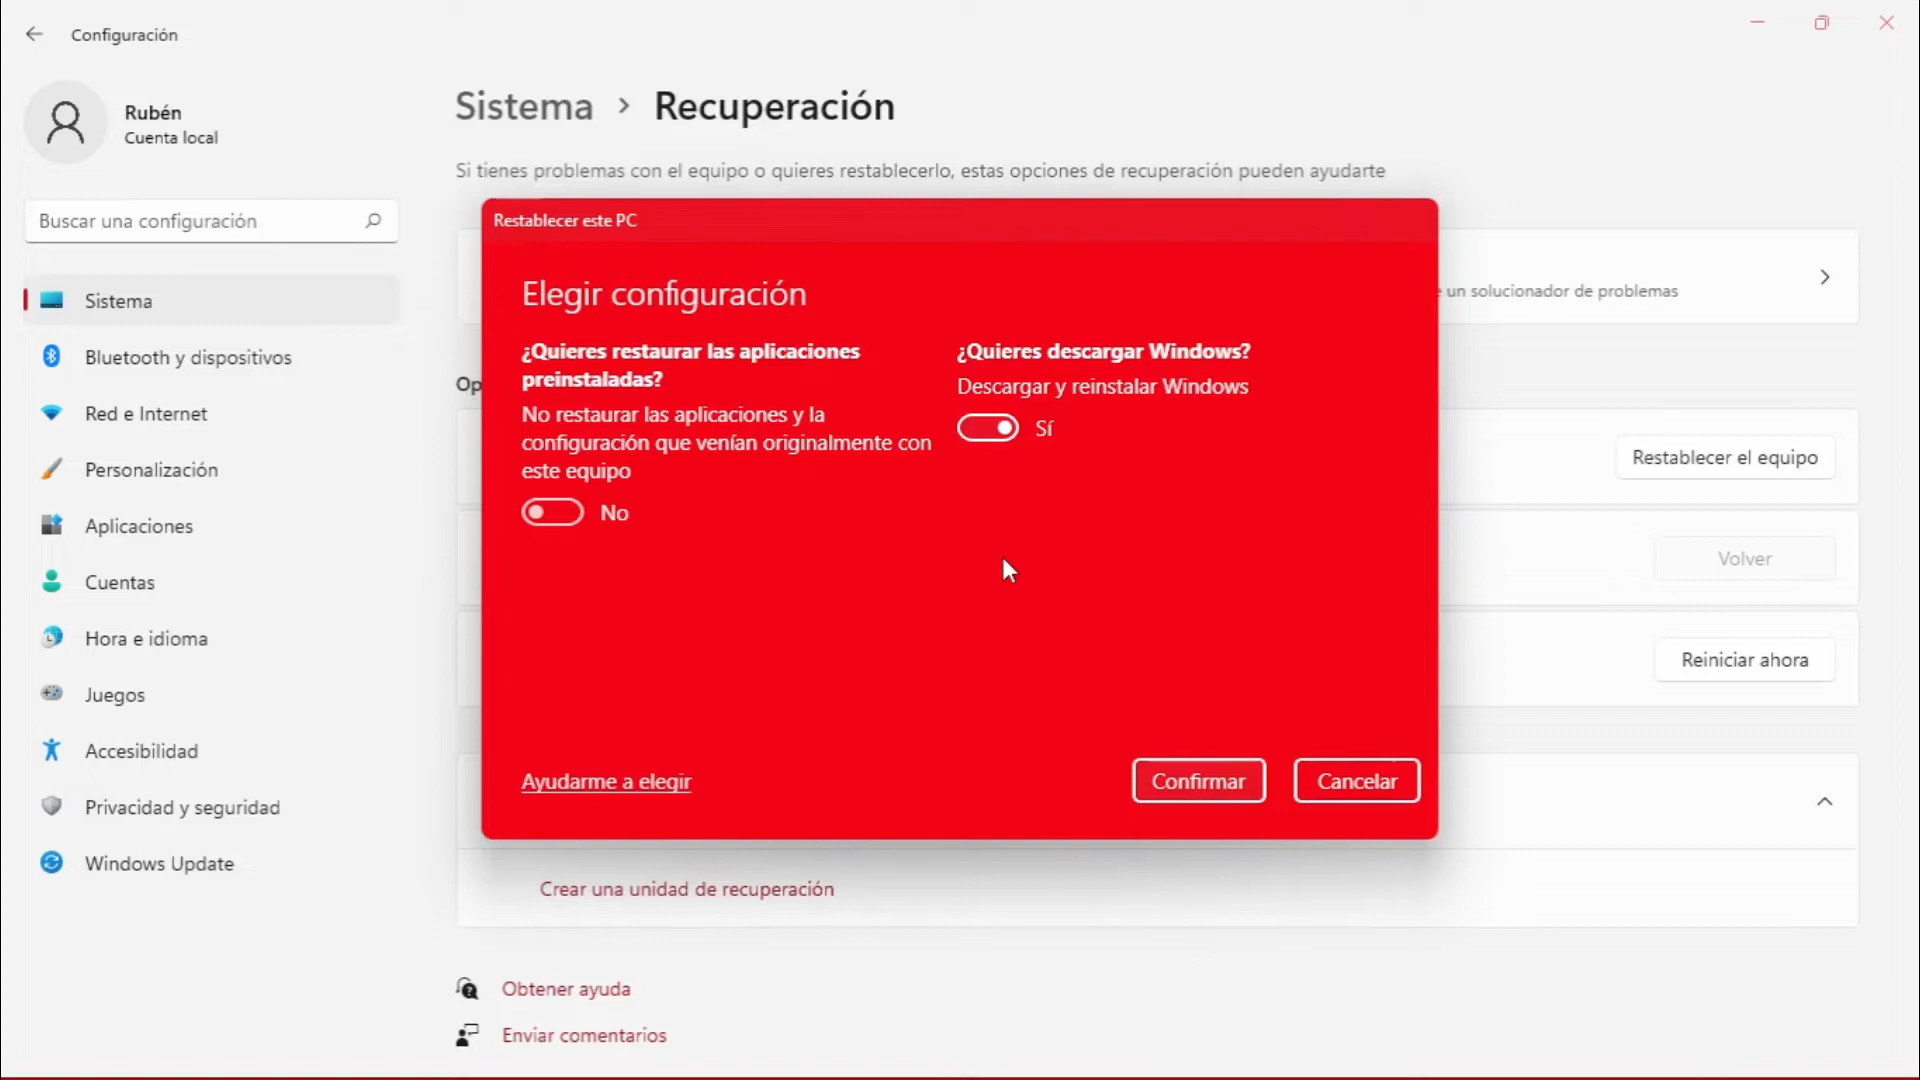 Configuración
Rubén
Cuenta local
Buscar una configuración
Sistema
Bluetooth y dispositivos
Red e Internet
Personalización
Aplicaciones
Cuentas
Hora e idioma
Juegos
Accesibilidad
Privacidad y seguridad
Windows Update
Sistema > Recuperación
Si tienes problemas con el equipo o quieres restablecerlo, estas opciones de recuperación pueden ayudarte
un solucionador de problemas
Op
Restablecer el equipo
Volver
Reiniciar ahora
Restablecer este PC
Elegir configuración
¿Quieres restaurar las aplicaciones
preinstaladas?
No restaurar las aplicaciones y la
configuración que venían originalmente con
este equipo
No
¿Quieres descargar Windows?
Descargar y reinstalar Windows
Sí
Ayudarme a elegir
Confirmar
Cancelar
Crear una unidad de recuperación
Obtener ayuda
Enviar comentarios